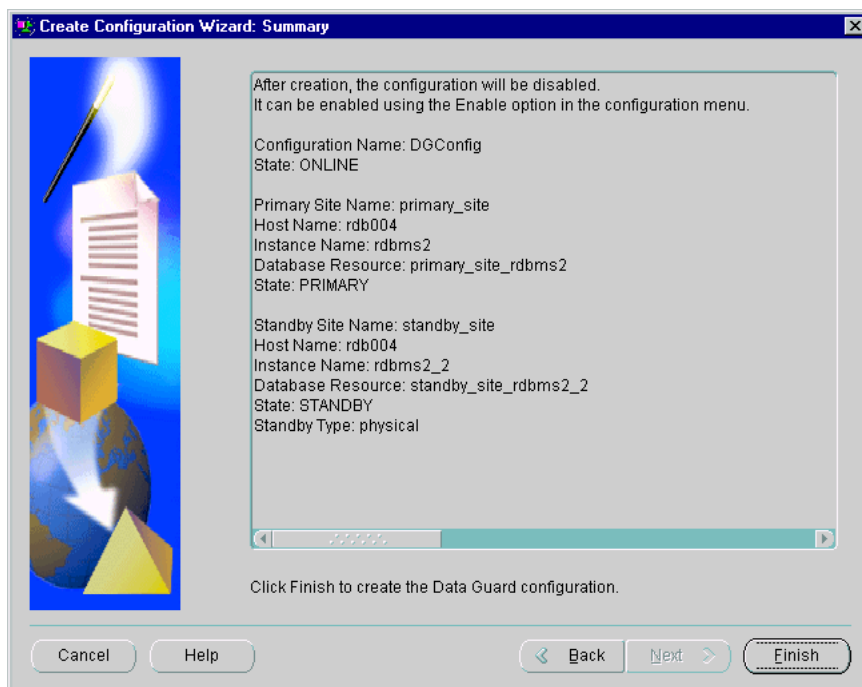 Create Configuration Wizard: Summary
After creation, the configuration will be disabled.
It can be enabled using the Enable option in the configuration menu.
Configuration Name: DGConfig
State: ONLINE
Primary Site Name: primary_site
Host Name: rdb004
Instance Name: rdbms2
Database Resource: primary_site_rdbms2
State: PRIMARY
Standby Site Name: standby_site
Host Name: rdb004
Instance Name: rdbms2_2
Database Resource: standby_site_rdbms2_2
State: STANDBY
Standby Type: physical
Click Finish to create the Data Guard configuration.
Cancel Help Back Next Finish